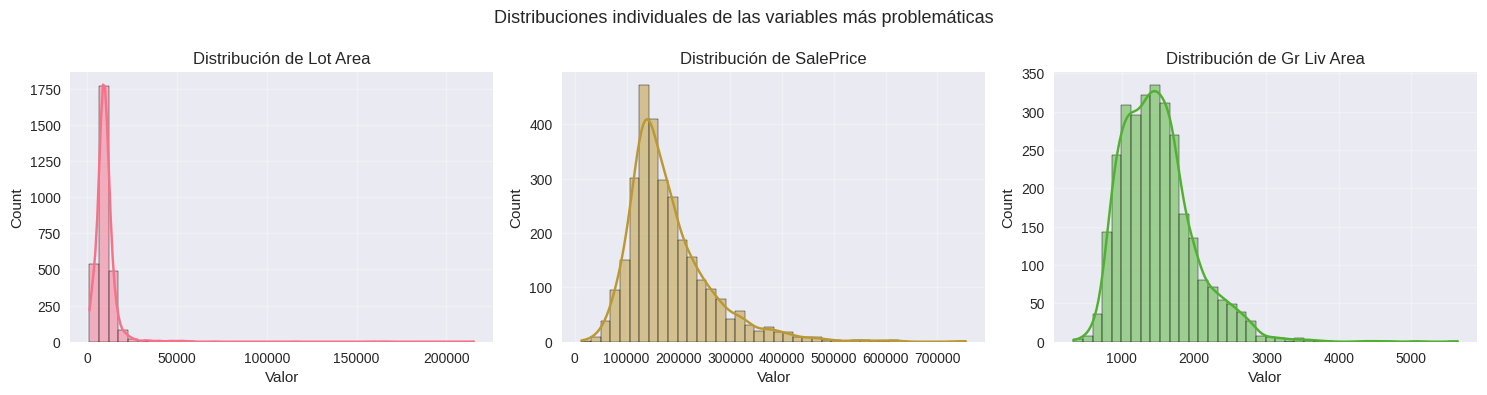 Distribuciones individuales de las variables más problemáticas
Distribución de Lot Area
Count
1750
1500
1250
1000
750
500
250
0
0 50000 100000 150000 200000
Valor
Distribución de SalePrice
Count
400
300
200
100
0
0 100000 200000 300000 400000 500000 600000 700000
Valor
Distribución de Gr Liv Area
Count
350
300
250
200
150
100
50
0
1000 2000 3000 4000 5000
Valor